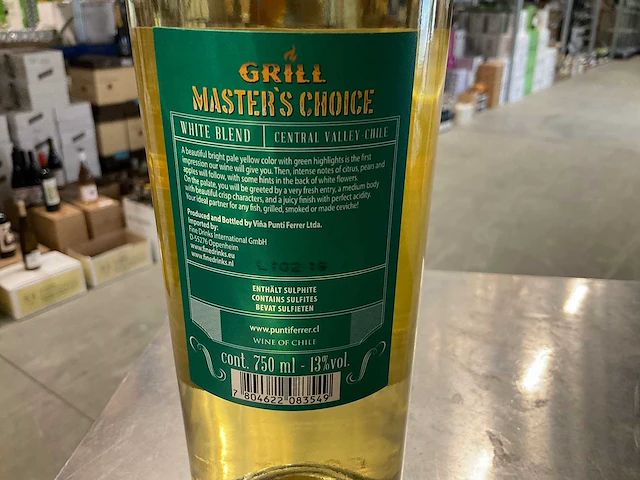 GRILL
MASTER'S CHOICE
WHITE BLEND CENTRAL VALLEY-CHILE
A beautiful bright pale yellow color with green highlights is the first
impression our wine will give you. Then, intense notes of citrus, pears and
apples will follow, with some hints in the back of white flowers.
On the palate, you will be greeted by a very fresh entry, a medium body
with beautiful crisp characters, and a juicy finish with perfect acidity.
Your ideal partner for any fish, grilled, smoked or made ceviche!
Produced and Bottled by Viña Punti Ferrer Ltda.
Imported by:
Fine Drinks International GmbH
D-55276 Oppenheim
www.finedrinks.eu
www.finedrinks.nl
ENTHÄLT SULPHITE
CONTAINS SULFITES
BEVAT SULFIETEN
www.puntiferrer.cl
WINE OF CHILE
cont. 750 ml - 13%vol.
7 804622 083549